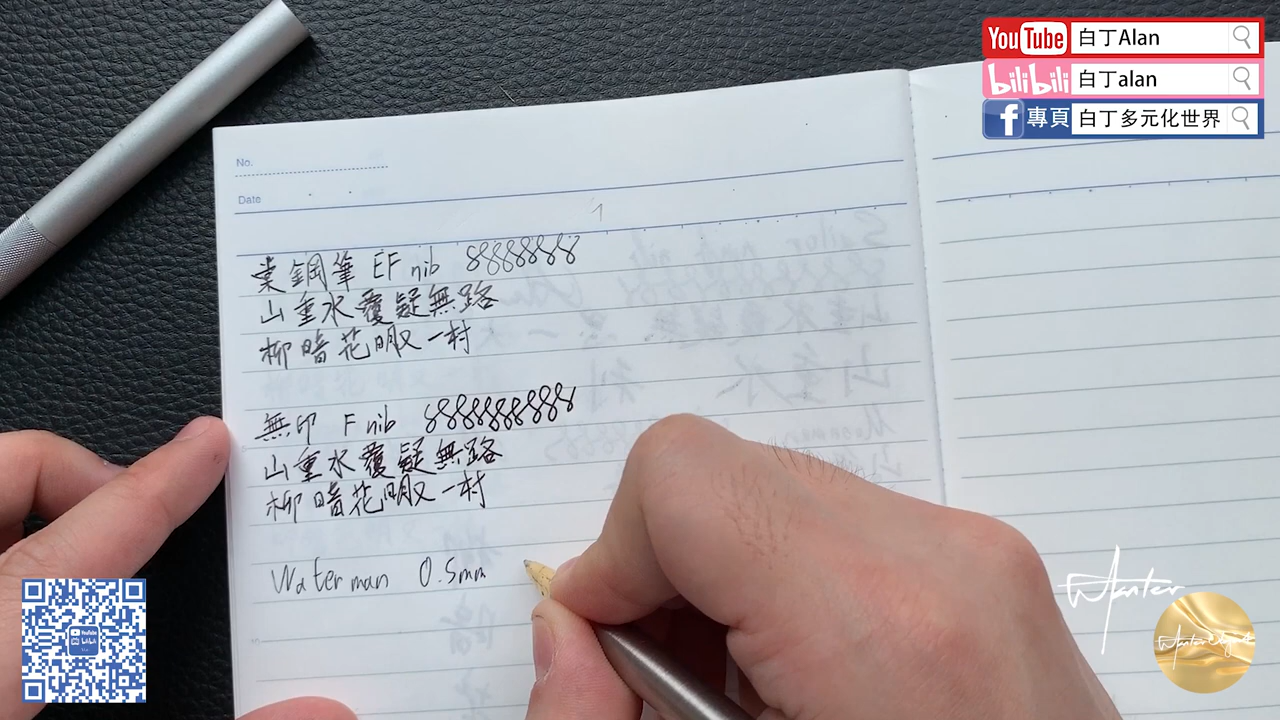 YouTube 白丁Alan
bilibili 白丁alan
f 專頁 白丁多元化世界
No.
Date
鋼筆 EF nib 88888888
山重水覆疑無路
柳暗花明又一村
無印 F nib 8888888888
山重水覆疑無路
柳暗花明又一村
Waterman 0.5mm
Wanter